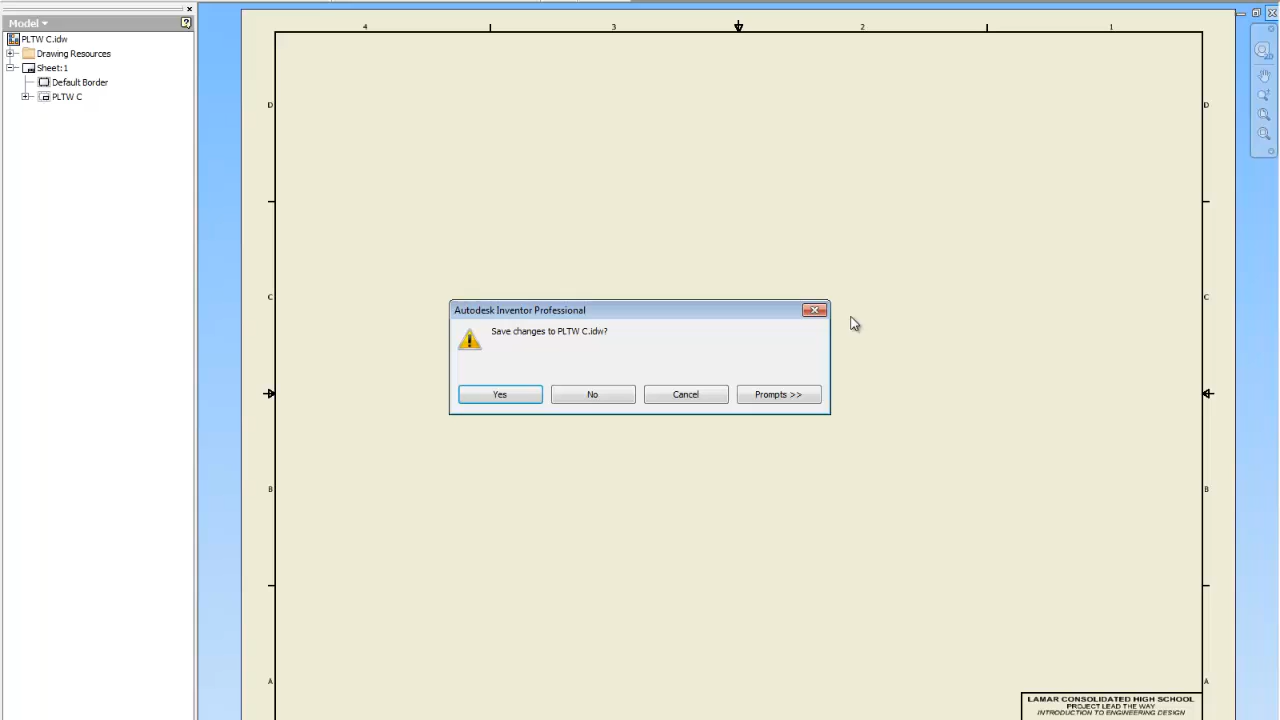 Model
PLTW C.idw
Drawing Resources
Sheet:1
Default Border
PLTW C
4
3
2
1
D
D
C
C
B
B
A
A
Autodesk Inventor Professional
Save changes to PLTW C.idw?
Yes
No
Cancel
Prompts >>
LAMAR CONSOLIDATED HIGH SCHOOL
PROJECT LEAD THE WAY
INTRODUCTION TO ENGINEERING DESIGN